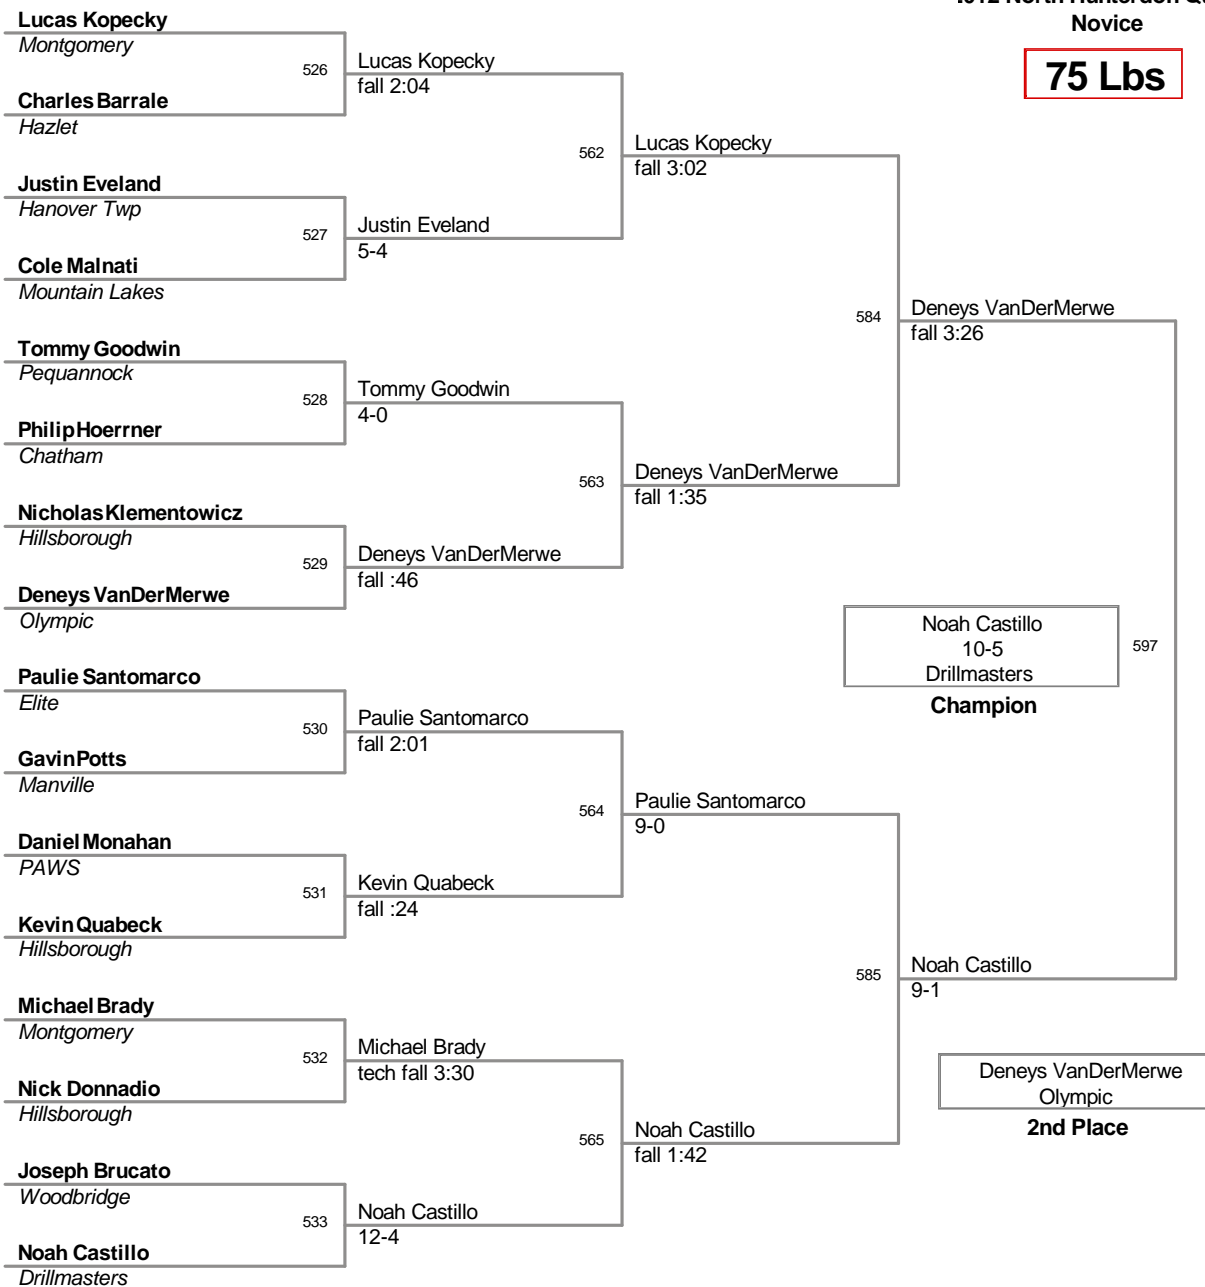 2012 North Hunterdon
Novice
75 Lbs
Lucas Kopecky
Montgomery
526
Lucas Kopecky
fall 2:04
Charles Barrale
Hazlet
562
Lucas Kopecky
fall 3:02
Justin Eveland
Hanover Twp
527
Justin Eveland
5-4
Cole Malnati
Mountain Lakes
584
Deneys VanDerMerwe
fall 3:26
Tommy Goodwin
Pequannock
528
Tommy Goodwin
4-0
Philip Hoerrner
Chatham
563
Deneys VanDerMerwe
fall 1:35
Nicholas Klementowicz
Hillsborough
529
Deneys VanDerMerwe
fall :46
Deneys VanDerMerwe
Olympic
Noah Castillo
10-5
Drillmasters
597
Champion
Paulie Santomarco
Elite
530
Paulie Santomarco
fall 2:01
Gavin Potts
Manville
564
Paulie Santomarco
9-0
Daniel Monahan
PAWS
531
Kevin Quabeck
fall :24
Kevin Quabeck
Hillsborough
585
Noah Castillo
9-1
Michael Brady
Montgomery
532
Michael Brady
tech fall 3:30
Nick Donnadio
Hillsborough
Deneys VanDerMerwe
Olympic
2nd Place
565
Noah Castillo
fall 1:42
Joseph Brucato
Woodbridge
533
Noah Castillo
12-4
Noah Castillo
Drillmasters